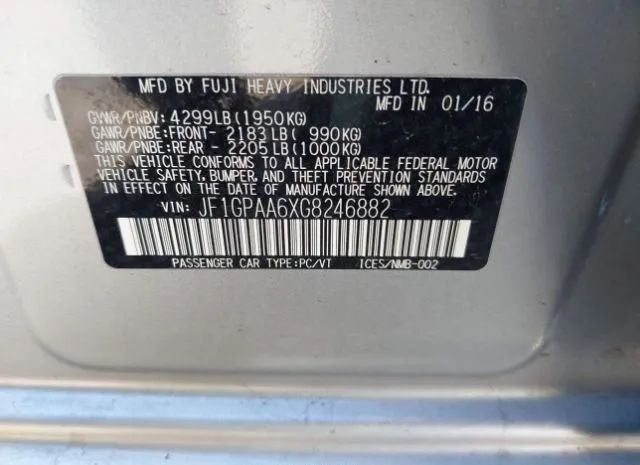 MFD BY FUJI HEAVY INDUSTRIES LTD.
MFD IN 01/16
GVWR/PNBV: 4299LB(1950KG)
GAWR/PNBE:FRONT- 2183LB( 990KG)
GAWR/PNBE:REAR - 2205LB(1000KG)
THIS VEHICLE CONFORMS TO ALL APPLICABLE FEDERAL MOTOR
VEHICLE SAFETY, BUMPER, AND THEFT PREVENTION STANDARDS
IN EFFECT ON THE DATE OF MANUFACTURE SHOWN ABOVE.
VIN: JF1GPAA6XG8246882
PASSENGER CAR TYPE:PC/VT ICES/NMB-002